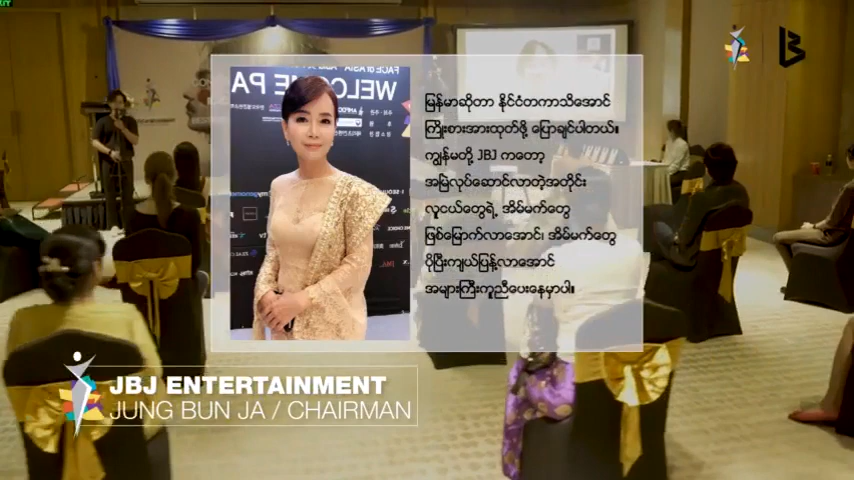 FACE of ASIA
WELCOME PA
မြန်မာဆိုတာ နိုင်ငံတကာသိအောင်
ကြိုးစားအားထုတ်ဖို့ ပြောချင်ပါတယ်။
ကျွန်မတို့ JBJ ကတော့
အမြဲလုပ်ဆောင်လာတဲ့အတိုင်း
လူငယ်တွေရဲ့ အိမ်မက်တွေ
ဖြစ်မြောက်လာအောင်၊ အိမ်မက်တွေ
ပိုပြီးကျယ်ပြန့်လာအောင်
အများကြီးကူညီပေးနေမှာပါ။
JBJ ENTERTAINMENT
JUNG BUN JA / CHAIRMAN